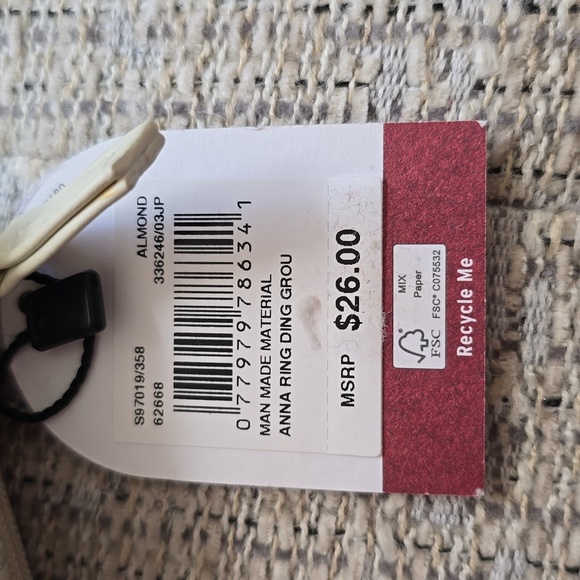 S97019/358 ALMOND
62668 336246/03JP
0 77979 78634 1
MAN MADE MATERIAL
ANNA RING DING GROU
MSRP $26.00
FSC
MIX
Paper
FSC® C075532
Recycle Me